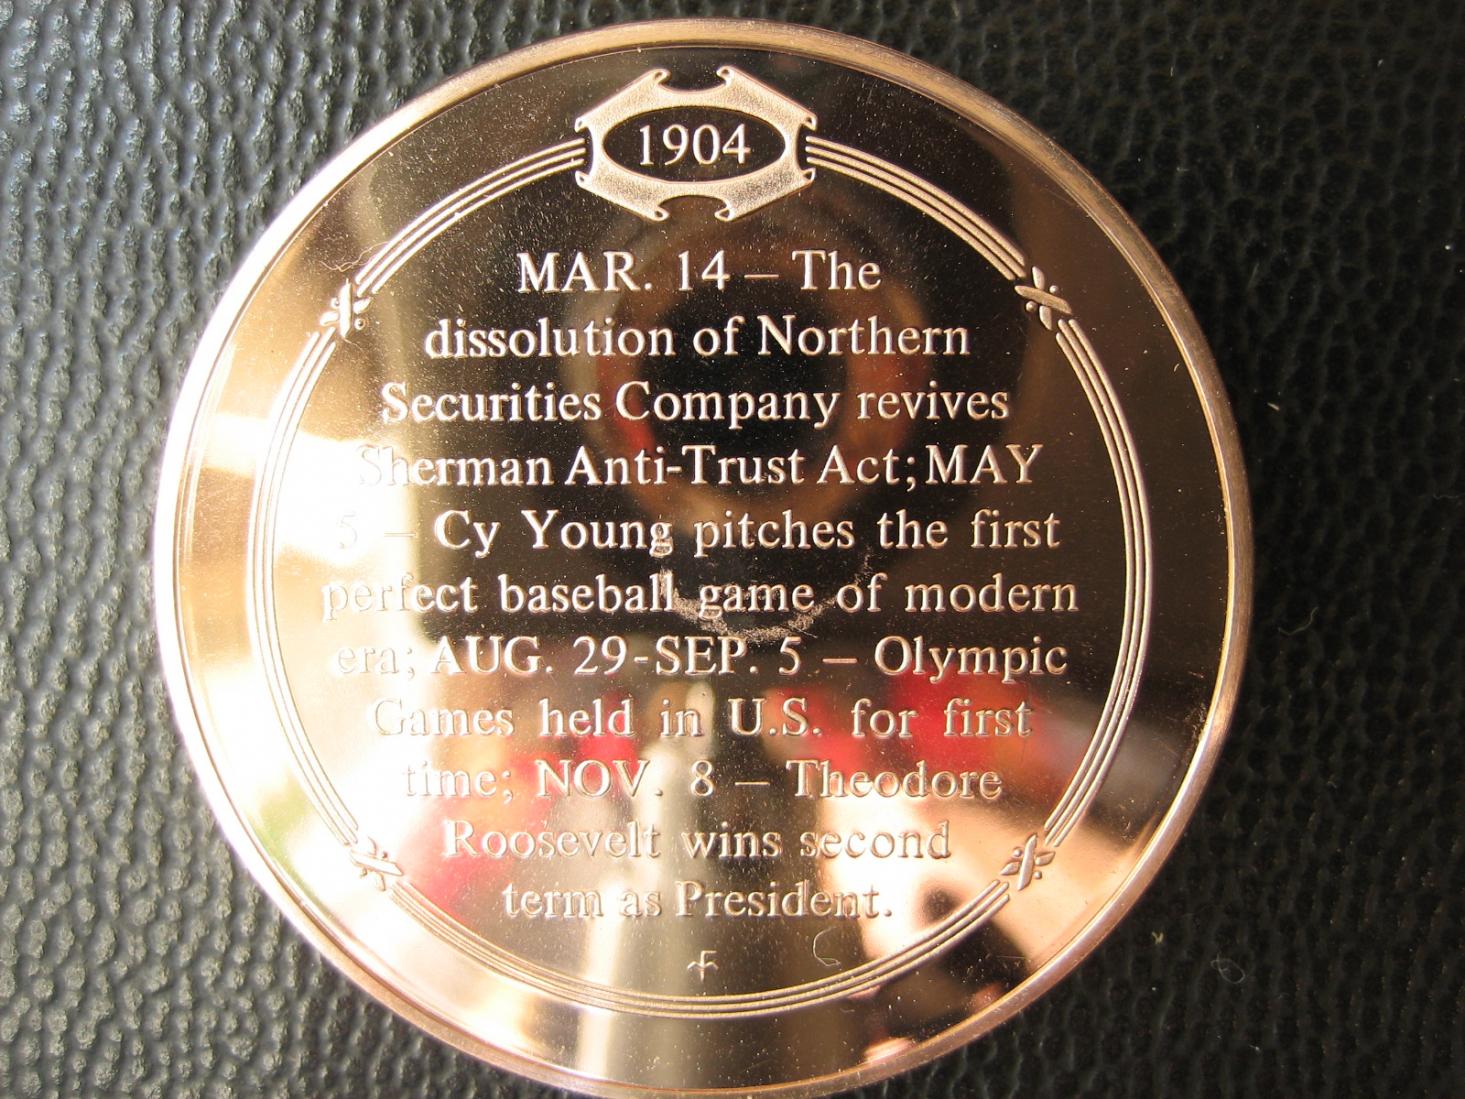 1904
MAR. 14 – The
dissolution of Northern
Securities Company revives
Sherman Anti-Trust Act; MAY
5 – Cy Young pitches the first
perfect baseball game of modern
era; AUG. 29-SEP. 5 – Olympic
Games held in U.S. for first
time; NOV. 8 – Theodore
Roosevelt wins second
term as President.
F